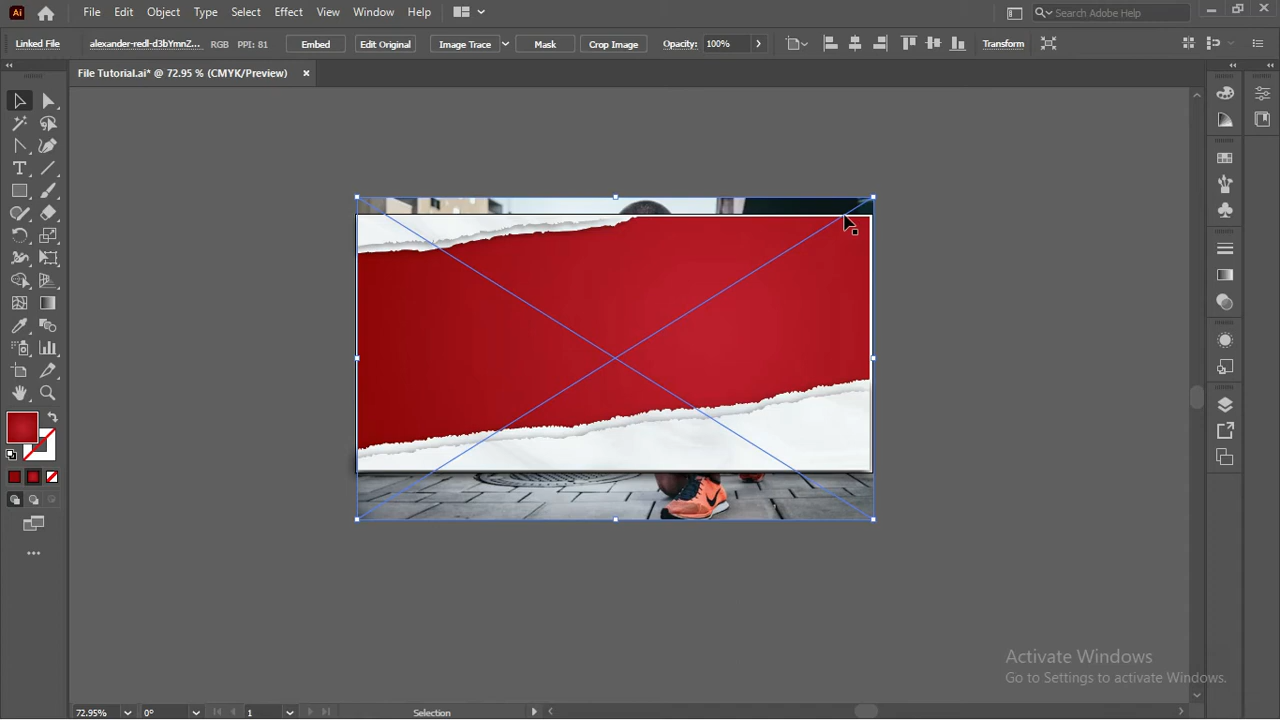 Ai File Edit Object Type Select Effect View Window Help Search Adobe Help
Linked File alexander-redl-d3bYmnZ... RGB PPI: 81 Embed Edit Original Image Trace Mask Crop Image Opacity: 100% Transform
File Tutorial.ai* @ 72.95 % (CMYK/Preview)
Activate Windows
Go to Settings to activate Windows.
72.95% 0° 1 Selection